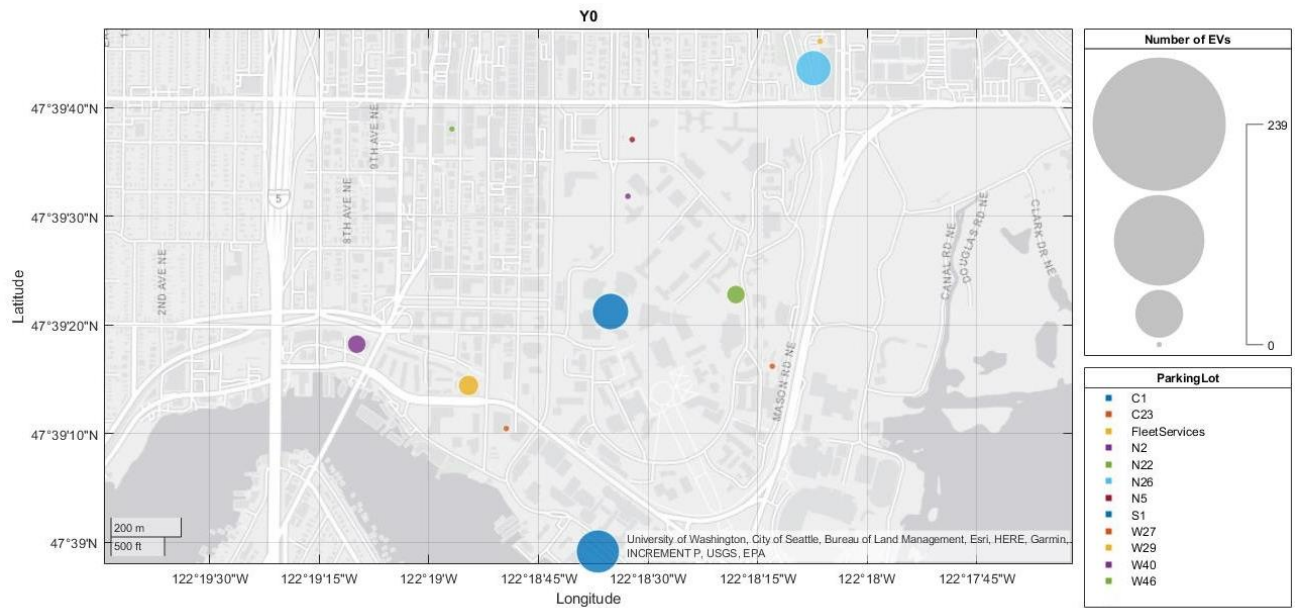 Y0
Number of EVs
239
0
ParkingLot
C1
C23
FleetServices
N2
N22
N26
N5
S1
W27
W29
W40
W46
Latitude
47°39'40"N
47°39'30"N
47°39'20"N
47°39'10"N
47°39'N
2ND AVE NE
8TH AVE NE
9TH AVE NE
5
MASON RD NE
CANAL RD NE
DOUGLAS RD NE
CLARK DR NE
200 m
500 ft
University of Washington, City of Seattle, Bureau of Land Management, Esri, HERE, Garmin,
INCREMENT P, USGS, EPA
122°19'30"W 122°19'15"W 122°19'W 122°18'45"W 122°18'30"W 122°18'15"W 122°18'W 122°17'45"W
Longitude